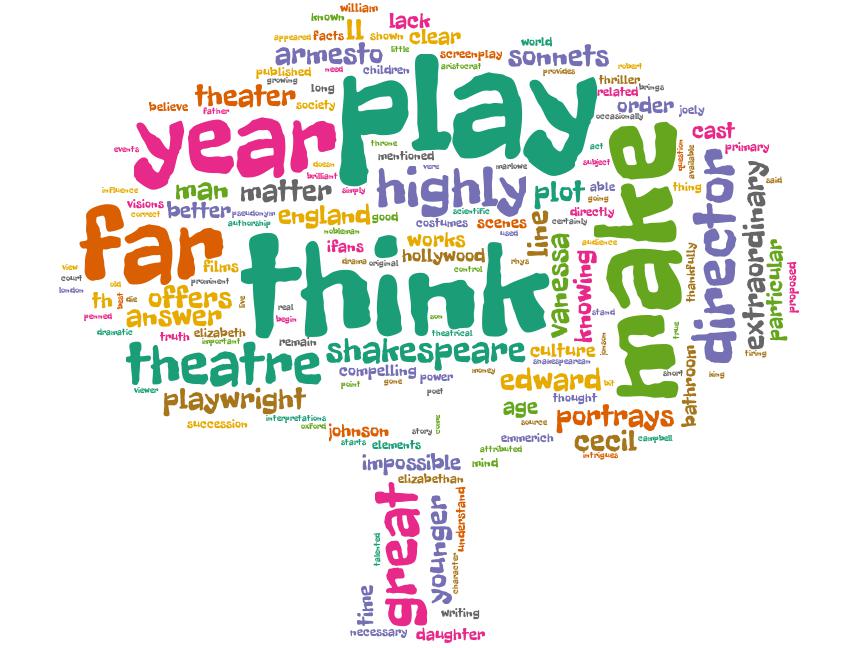 william
known
lack
ll
appeared
facts
shown
clear
little
armesto
screenplay
world
sonnets
published
need
children
aristocrat
provides
robert
growing
thriller
theater
long
play
related
brings
believe
society
order
joely
father
occasionally
year
throne
act
cast
events
mentioned
make
question
primary
doesn
were
marlowe
subject
available
director
brilliant
influence
man
matter
simply
highly
plot
able
thing
said
going
extraordinary
visions
better
pseudonym
england
good
costumes
scientific
scenes
directly
correct
authorship
nobleman
used
line
certainly
far
ifans
works
vanessa
audience
knowing
thankfully
particular
drama
original
hollywood
view
films
think
control
rhys
court
prominent
proposed
old
london
th
best
die
offers
live
real
penned
answer
begin
son
stand
dramatic
truth
elizabeth
theatrical
true
important
remain
jonson
theatre
shakespeare
culture
firing
shakespearean
viewer
compelling
power
money
edward
bit
short
king
point
gone
bathroom
playwright
poet
thought
age
portrays
succession
interpretations
source
oxford
johnson
story
come
emmerich
cecil
campbell
starts
elements
attributed
intrigues
impossible
mind
elizabethan
great
younger
understand
talented
character
time
writing
necessary
daughter